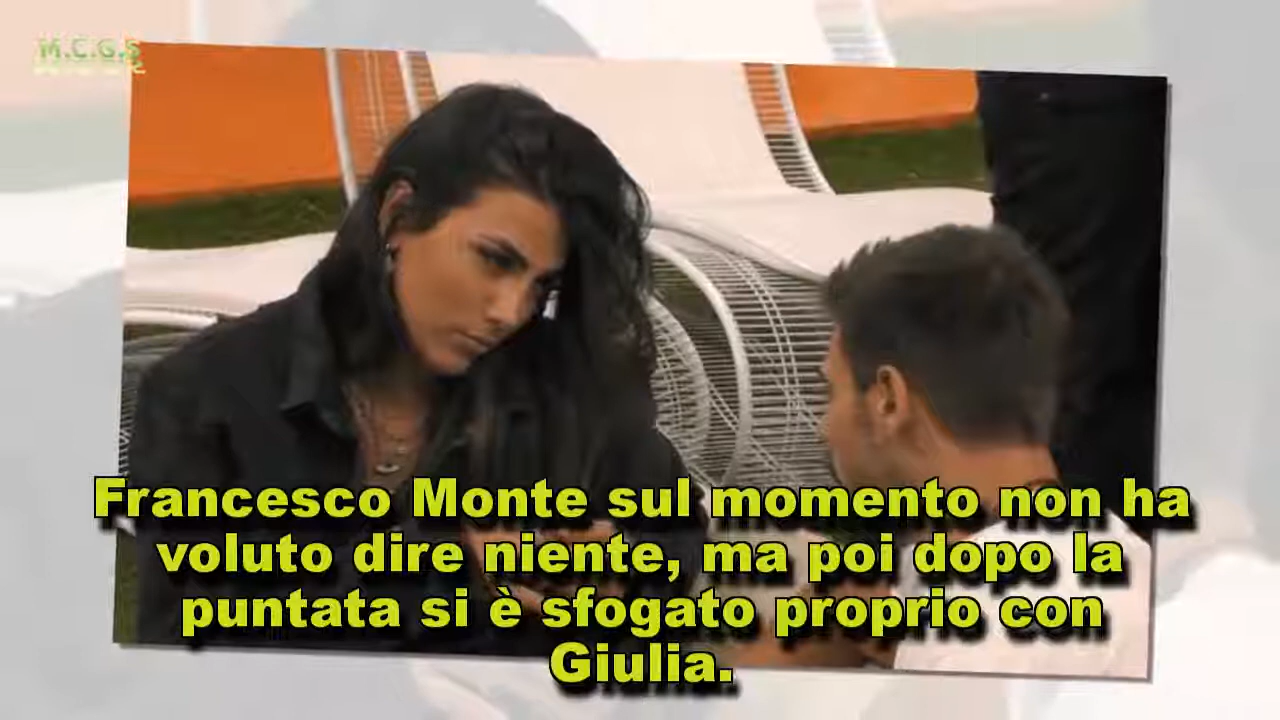 M.C.G.S
Francesco Monte sul momento non ha
voluto dire niente, ma poi dopo la
puntata si è sfogato proprio con
Giulia.